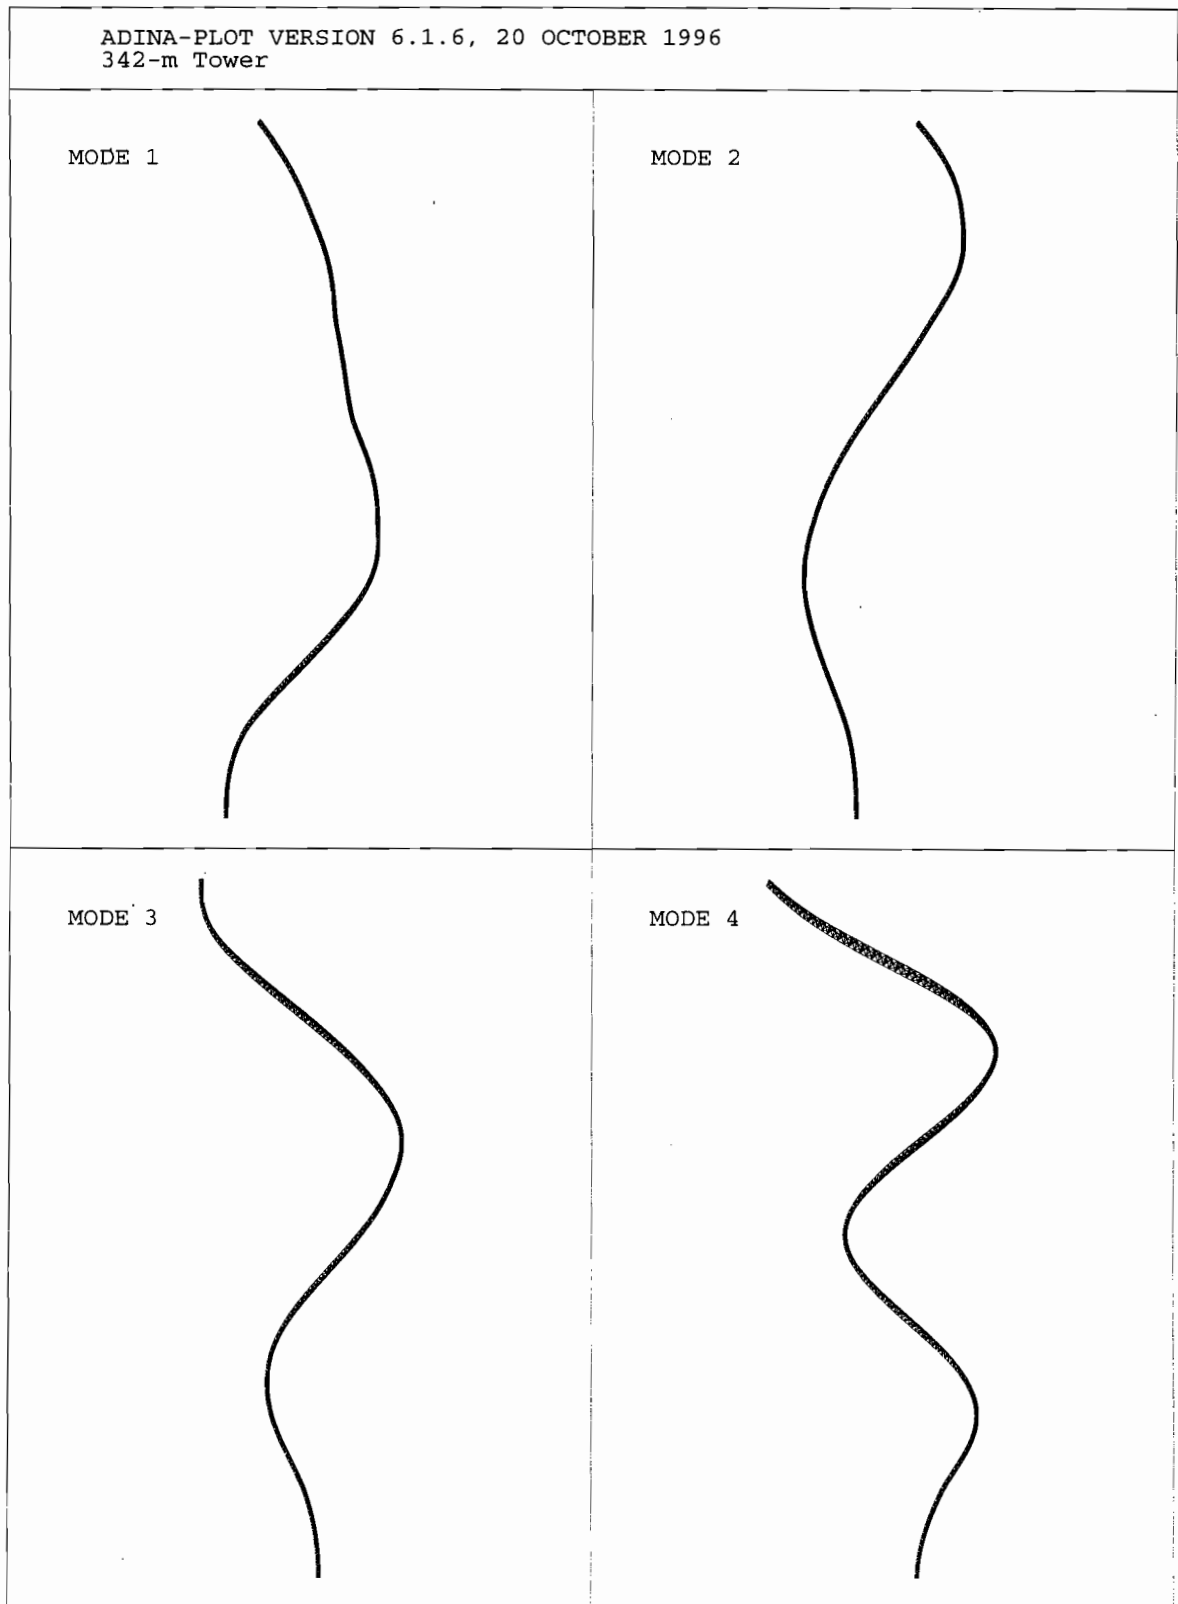 ADINA-PLOT VERSION 6.1.6, 20 OCTOBER 1996
342-m Tower
MODE 1
MODE 2
MODE 3
MODE 4